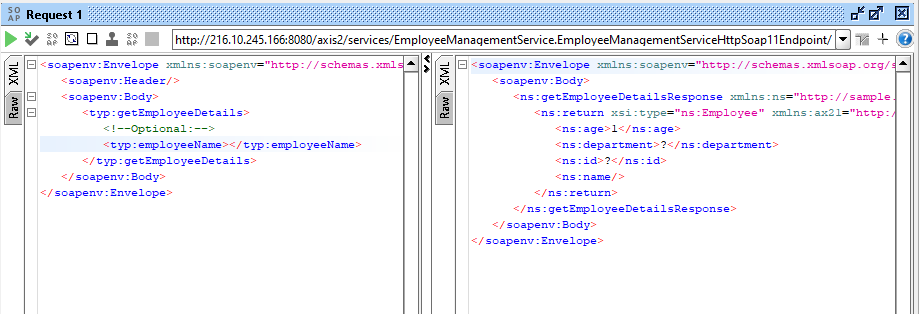 SO AP Request 1
http://216.10.245.166:8080/axis2/services/EmployeeManagementService.EmployeeManagementServiceHttpSoap11Endpoint/
XML
Raw
<soapenv:Envelope xmlns:soapenv="http://schemas.xmls
<soapenv:Header/>
<soapenv:Body>
<typ:getEmployeeDetails>
<!--Optional:-->
<typ:employeeName></typ:employeeName>
</typ:getEmployeeDetails>
</soapenv:Body>
</soapenv:Envelope>
XML
Raw
<soapenv:Envelope xmlns:soapenv="http://schemas.xmlsoap.org/s
<soapenv:Body>
<ns:getEmployeeDetailsResponse xmlns:ns="http://sample.
<ns:return xsi:type="ns:Employee" xmlns:ax21="http:/
<ns:age>1</ns:age>
<ns:department>?</ns:department>
<ns:id>?</ns:id>
<ns:name/>
</ns:return>
</ns:getEmployeeDetailsResponse>
</soapenv:Body>
</soapenv:Envelope>